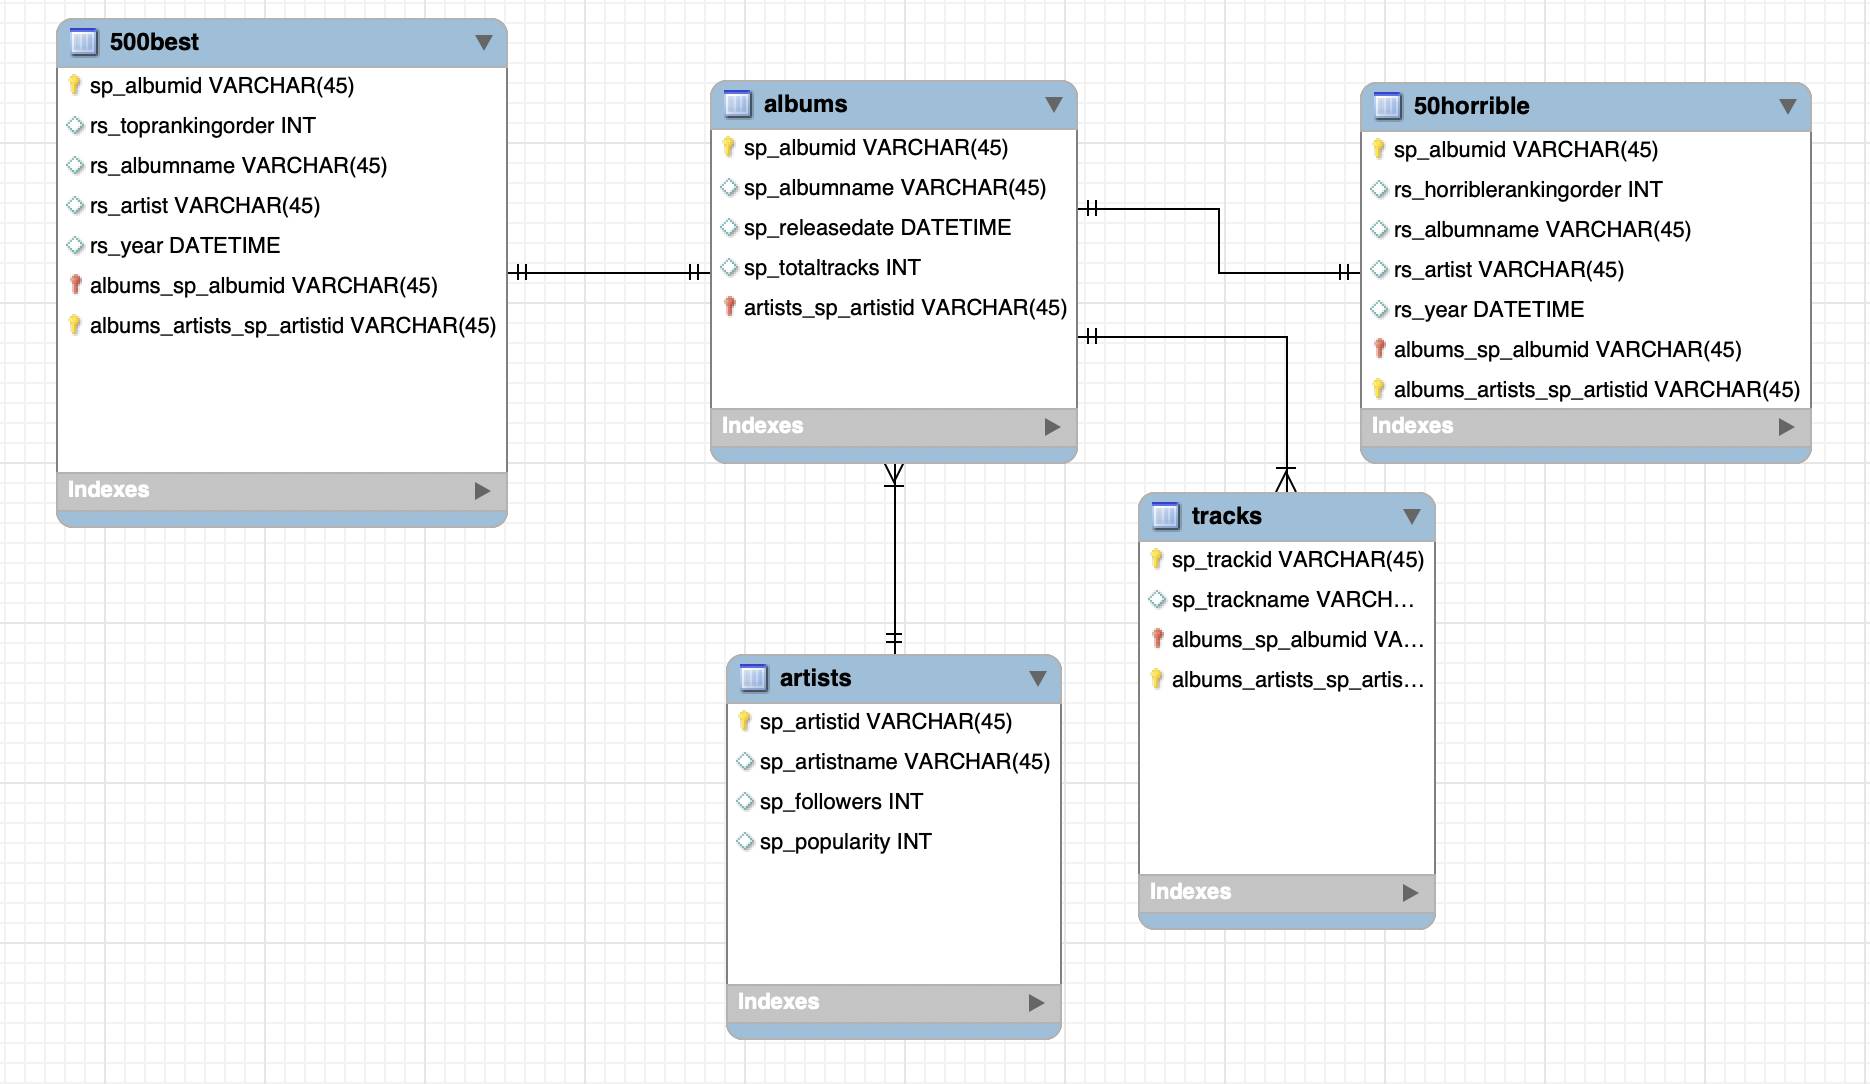 500best
sp_albumid VARCHAR(45)
rs_toprankingorder INT
rs_albumname VARCHAR(45)
rs_artist VARCHAR(45)
rs_year DATETIME
albums_sp_albumid VARCHAR(45)
albums_artists_sp_artistid VARCHAR(45)
Indexes
albums
sp_albumid VARCHAR(45)
sp_albumname VARCHAR(45)
sp_releasedate DATETIME
sp_totaltracks INT
artists_sp_artistid VARCHAR(45)
Indexes
50horrible
sp_albumid VARCHAR(45)
rs_horriblerankingorder INT
rs_albumname VARCHAR(45)
rs_artist VARCHAR(45)
rs_year DATETIME
albums_sp_albumid VARCHAR(45)
albums_artists_sp_artistid VARCHAR(45)
Indexes
tracks
sp_trackid VARCHAR(45)
sp_trackname VARCH...
albums_sp_albumid VA...
albums_artists_sp_artis...
Indexes
artists
sp_artistid VARCHAR(45)
sp_artistname VARCHAR(45)
sp_followers INT
sp_popularity INT
Indexes